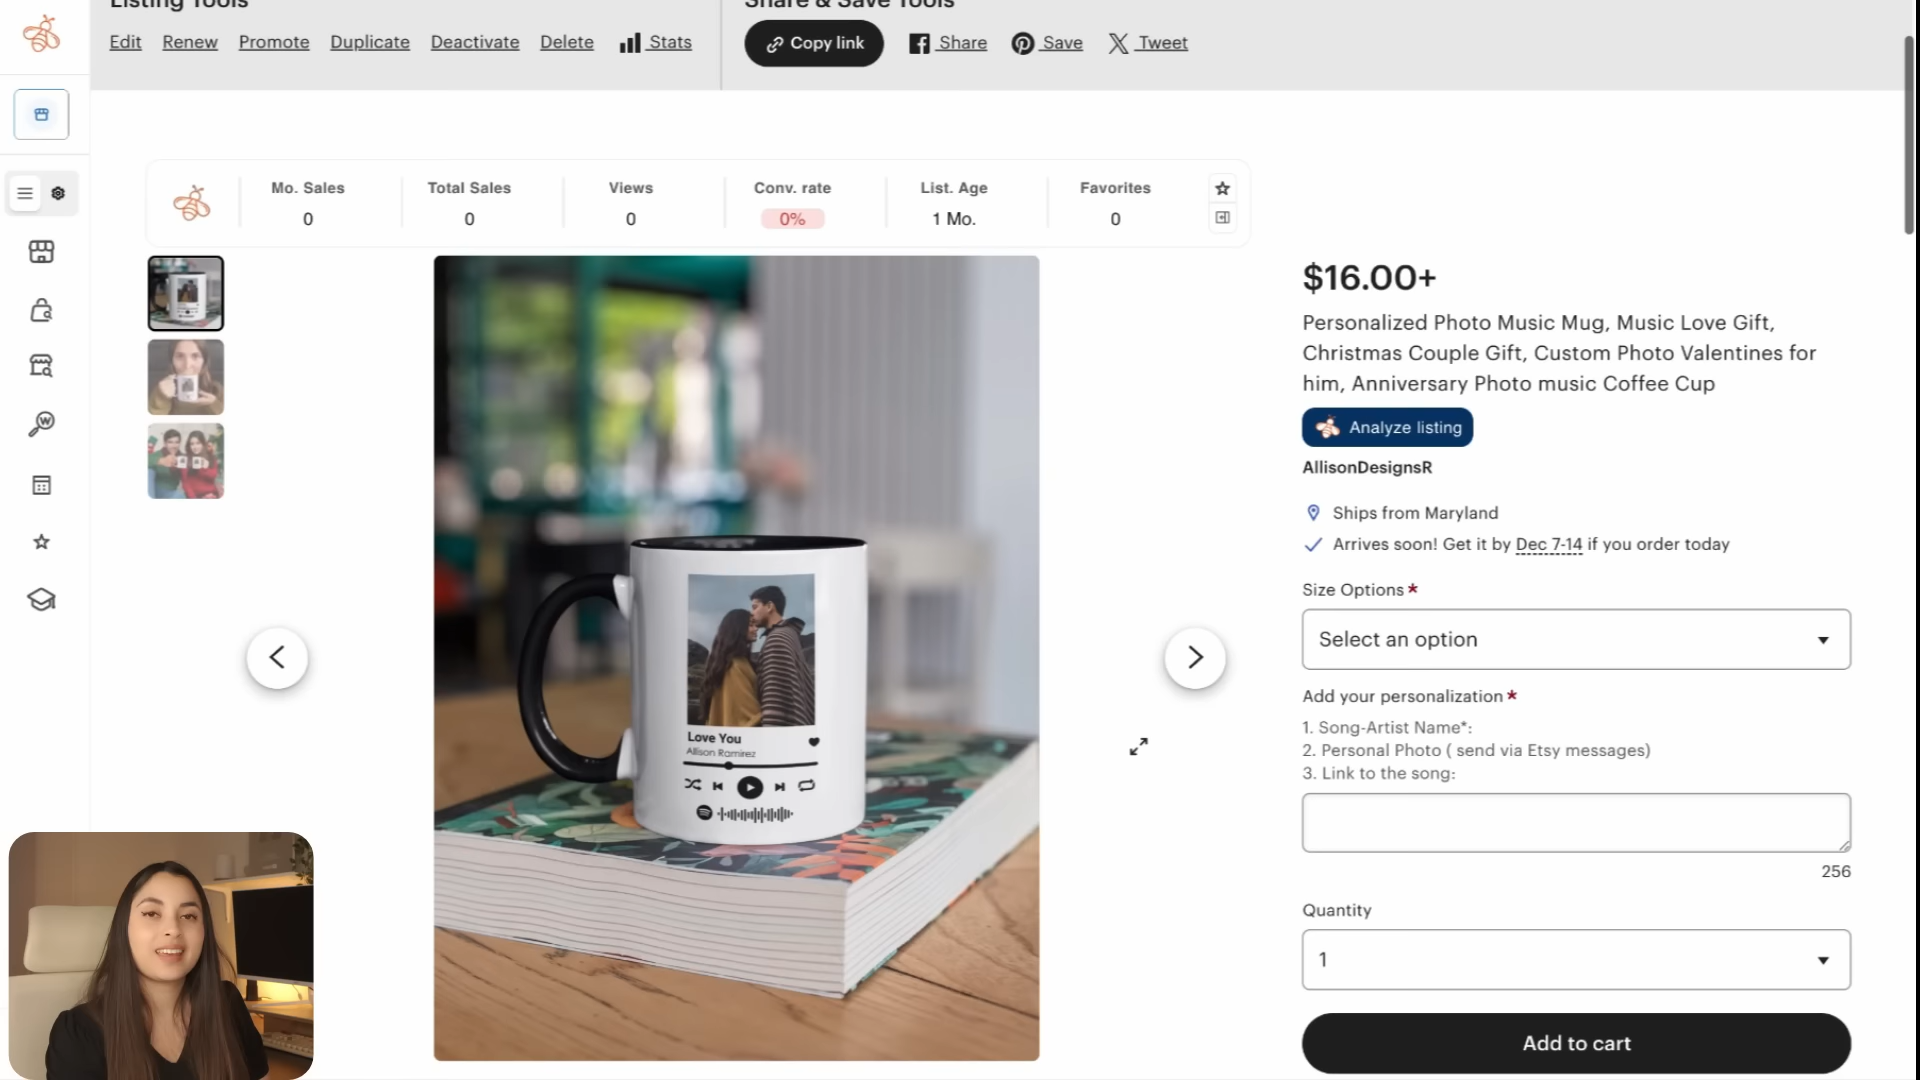 Listing Tools
Share & Save Tools
Edit Renew Promote Duplicate Deactivate Delete Stats
Copy link Share Save Tweet
Mo. Sales Total Sales Views Conv. rate List. Age Favorites
0 0 0 0% 1 Mo. 0
$16.00+
Personalized Photo Music Mug, Music Love Gift,
Christmas Couple Gift, Custom Photo Valentines for
him, Anniversary Photo music Coffee Cup
Analyze listing
AllisonDesignsR
Ships from Maryland
Arrives soon! Get it by Dec 7-14 if you order today
Size Options *
Select an option
Add your personalization *
1. Song-Artist Name*:
2. Personal Photo ( send via Etsy messages)
3. Link to the song:
256
Quantity
1
Add to cart
Love You
Allison Ramirez
W